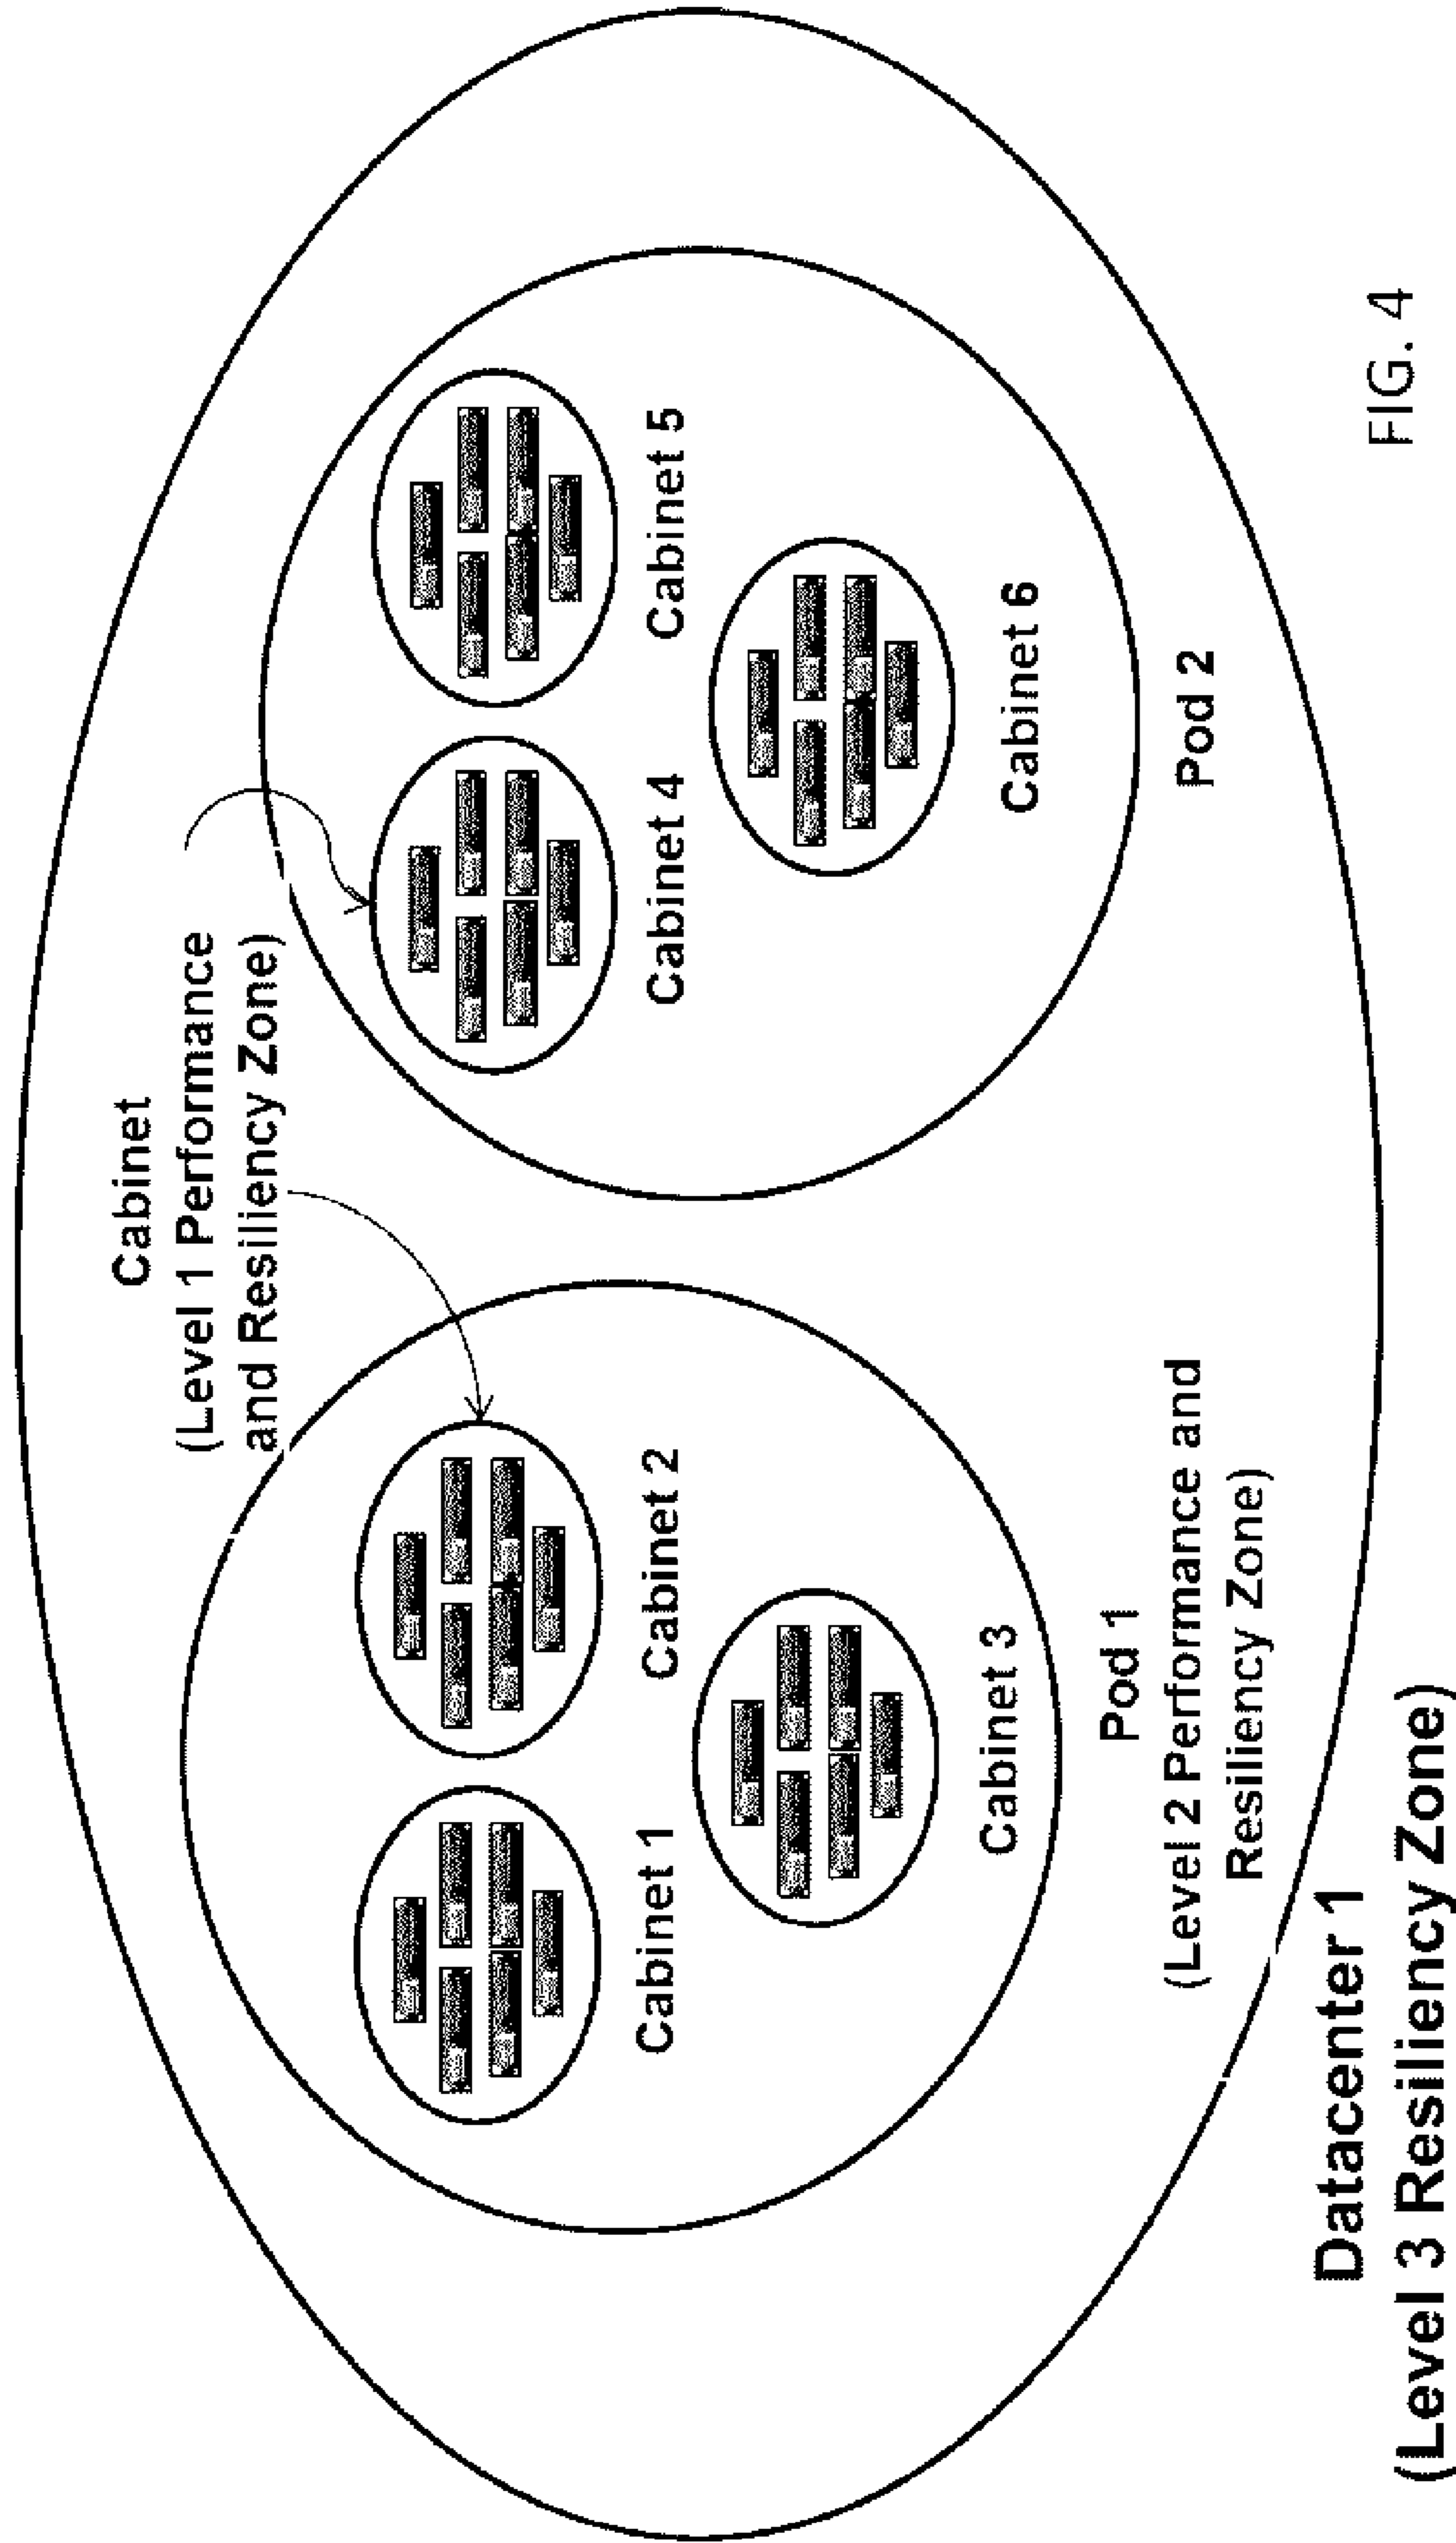 Cabinet
(Level 1 Performance
and Resiliency Zone)
Cabinet 1
Cabinet 2
Cabinet 4
Cabinet 5
Cabinet 3
Cabinet 6
Pod 1
(Level 2 Performance and
Resiliency Zone)
Pod 2
Datacenter 1
(Level 3 Resiliency Zone)
FIG. 4